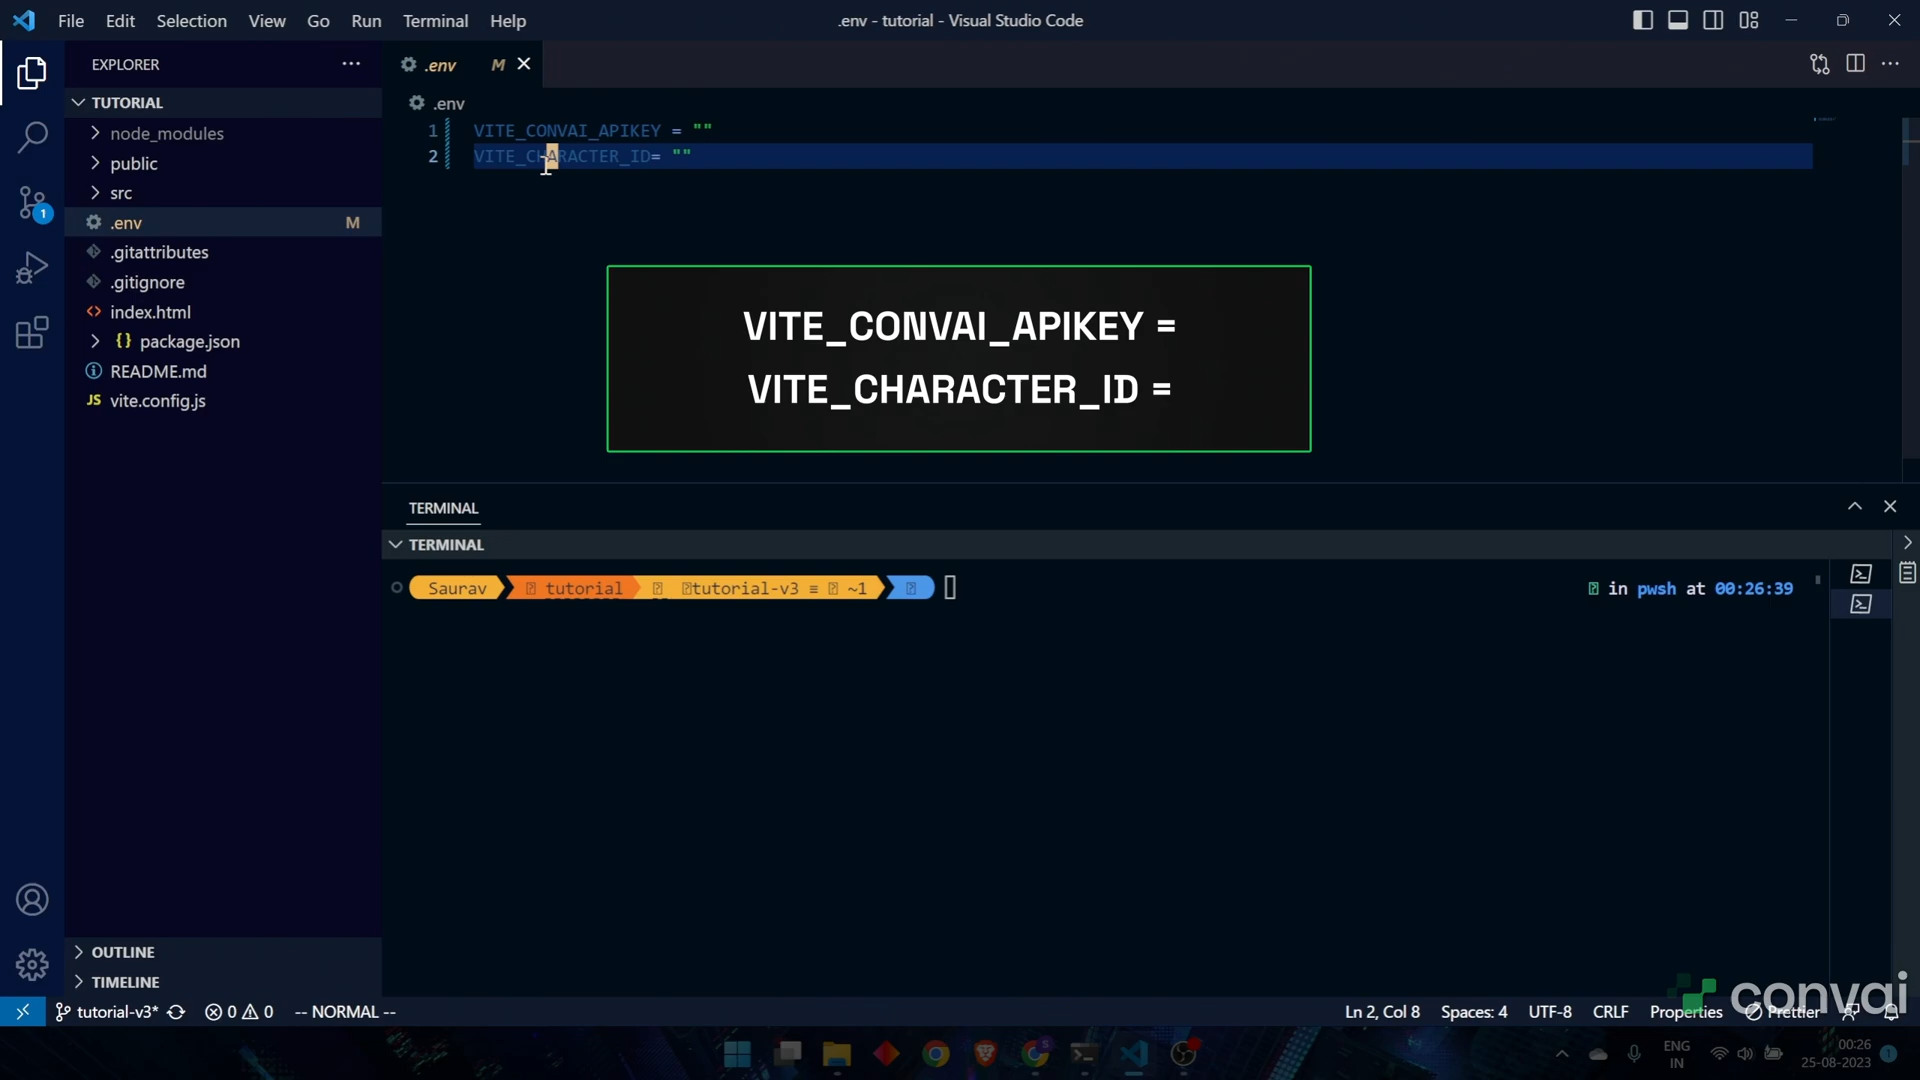 File Edit Selection View Go Run Terminal Help
.env - tutorial - Visual Studio Code
EXPLORER
TUTORIAL
node_modules
public
src
.env M
.gitattributes
.gitignore
index.html
{} package.json
README.md
JS vite.config.js
OUTLINE
TIMELINE
.env M
.env
1 VITE_CONVAI_APIKEY = ""
2 VITE_CHARACTER_ID= ""
VITE_CONVAI_APIKEY =
VITE_CHARACTER_ID =
TERMINAL
TERMINAL
Saurav tutorial tutorial-v3 ≡ ~1
in pwsh at 00:26:39
1
tutorial-v3* 0 0 -- NORMAL --
Ln 2, Col 8 Spaces: 4 UTF-8 CRLF Properties Prettier
convai
ENG
IN
00:26
25-08-2023
1